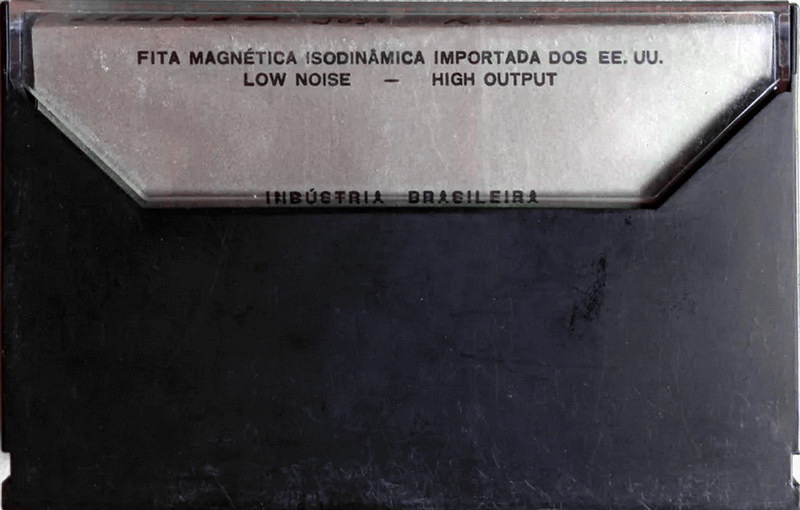 FITA MAGNÉTICA ISODINÂMICA IMPORTADA DOS EE. UU.
LOW NOISE — HIGH OUTPUT
INDÚSTRIA BRASILEIRA